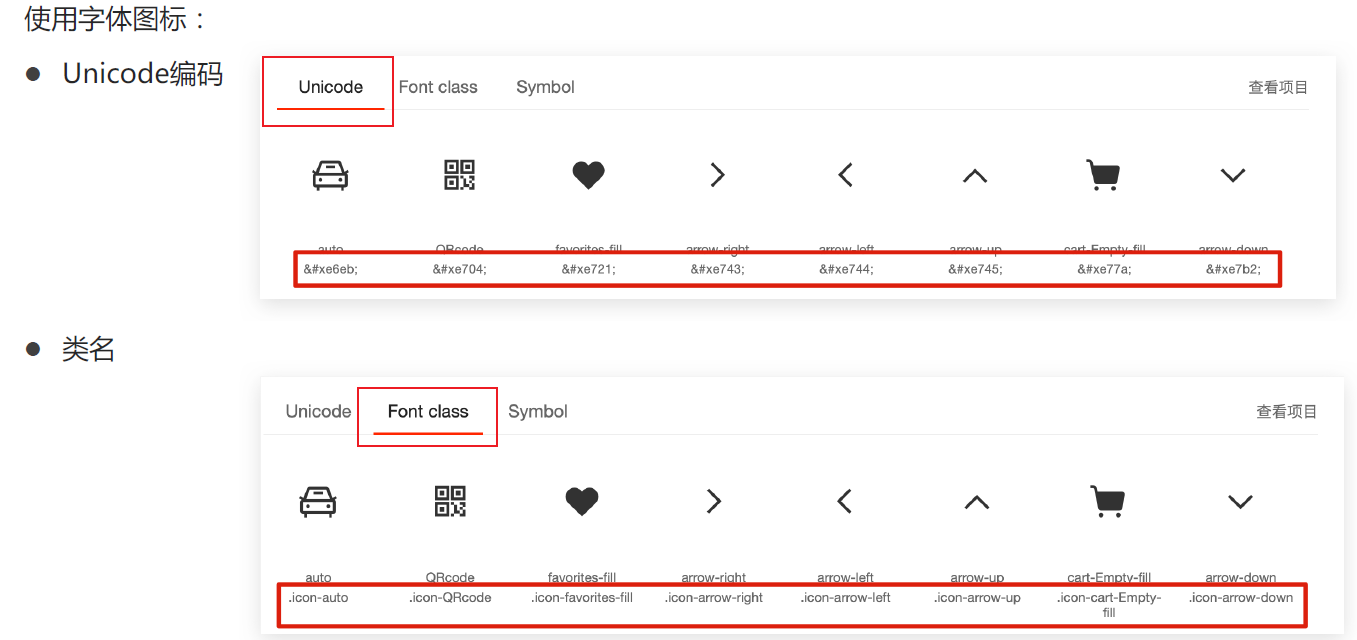 使用字体图标：
● Unicode编码
Unicode Font class Symbol 查看项目
auto QRcode favorites-fill arrow-right arrow-left arrow-up cart-Empty-fill arrow-down
&#xe6eb; &#xe704; &#xe721; &#xe743; &#xe744; &#xe745; &#xe77a; &#xe7b2;
● 类名
Unicode Font class Symbol 查看项目
auto QRcode favorites-fill arrow-right arrow-left arrow-up cart-Empty-fill arrow-down
.icon-auto .icon-QRcode .icon-favorites-fill .icon-arrow-right .icon-arrow-left .icon-arrow-up .icon-cart-Empty- .icon-arrow-down
fill